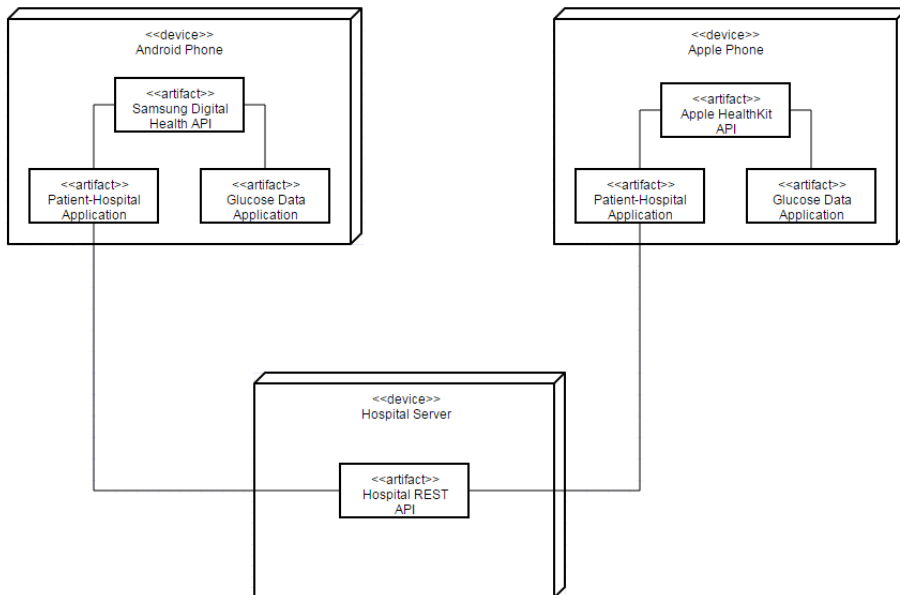 <<device>>
Android Phone
<<artifact>>
Samsung Digital
Health API
<<artifact>>
Patient-Hospital
Application
<<artifact>>
Glucose Data
Application
<<device>>
Apple Phone
<<artifact>>
Apple HealthKit
API
<<artifact>>
Patient-Hospital
Application
<<artifact>>
Glucose Data
Application
<<device>>
Hospital Server
<<artifact>>
Hospital REST
API